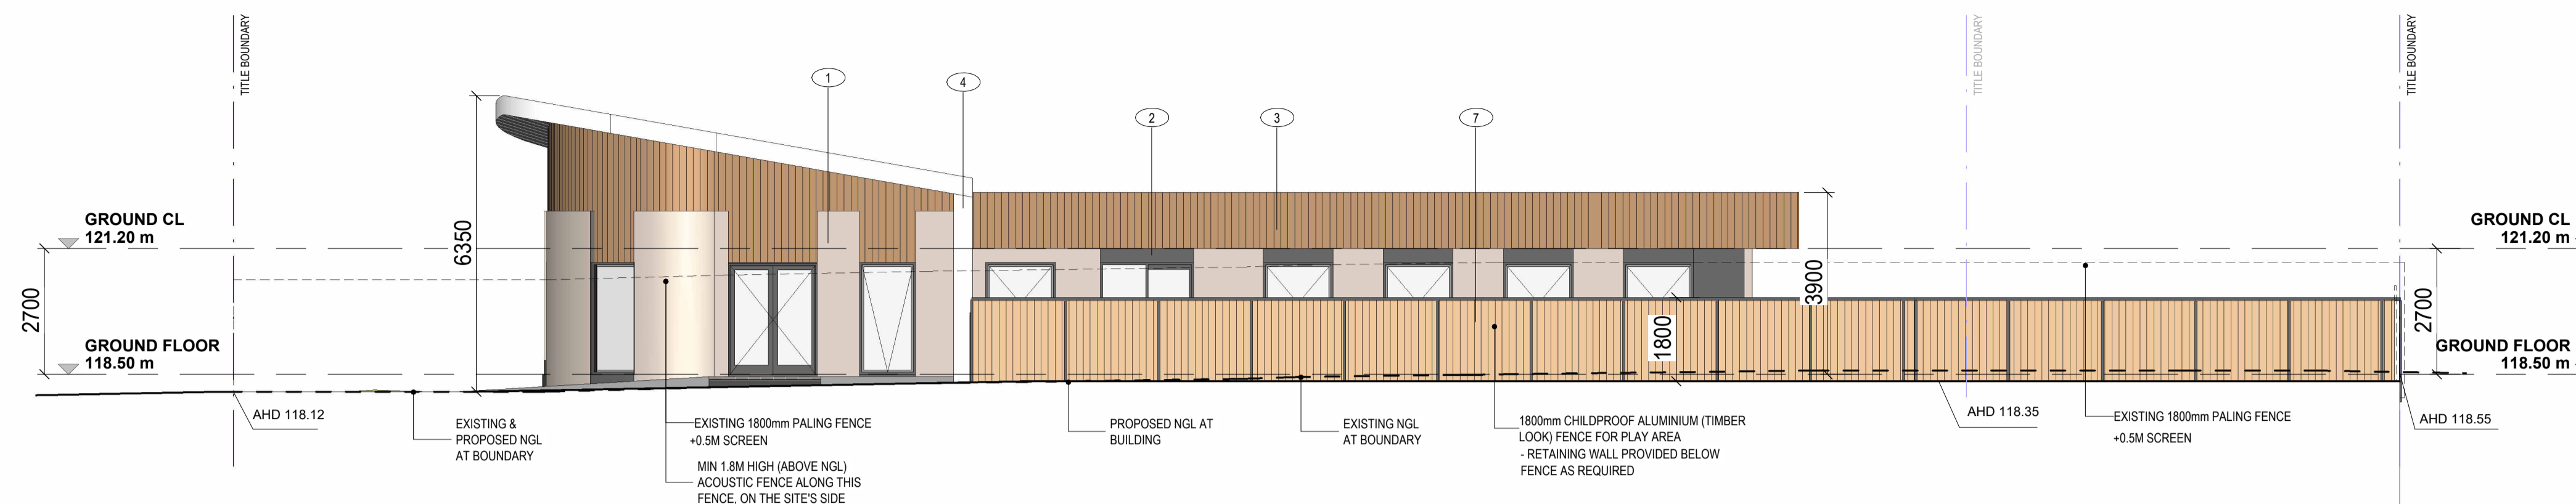 TITLE BOUNDARY
TITLE BOUNDARY
TITLE BOUNDARY
1
4
2
3
7
GROUND CL
121.20 m
GROUND CL
121.20 m
6350
3900
2700
2700
1800
GROUND FLOOR
118.50 m
GROUND FLOOR
118.50 m
AHD 118.12
EXISTING &
PROPOSED NGL
AT BOUNDARY
EXISTING 1800mm PALING FENCE
+0.5M SCREEN
MIN 1.8M HIGH (ABOVE NGL)
ACOUSTIC FENCE ALONG THIS
FENCE, ON THE SITE'S SIDE
PROPOSED NGL AT
BUILDING
EXISTING NGL
AT BOUNDARY
1800mm CHILDPROOF ALUMINIUM (TIMBER
LOOK) FENCE FOR PLAY AREA
- RETAINING WALL PROVIDED BELOW
FENCE AS REQUIRED
AHD 118.35
EXISTING 1800mm PALING FENCE
+0.5M SCREEN
AHD 118.55